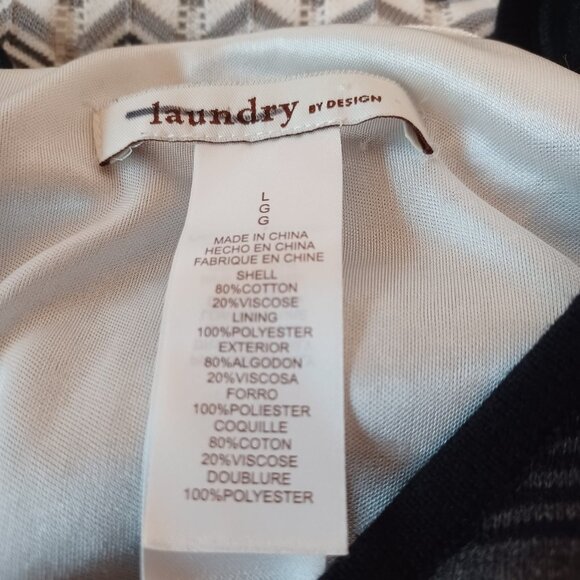 laundry BY DESIGN
L
G
G
MADE IN CHINA
HECHO EN CHINA
FABRIQUE EN CHINE
SHELL
80%COTTON
20%VISCOSE
LINING
100%POLYESTER
EXTERIOR
80%ALGODON
20%VISCOSA
FORRO
100%POLIESTER
COQUILLE
80%COTON
20%VISCOSE
DOUBLURE
100%POLYESTER